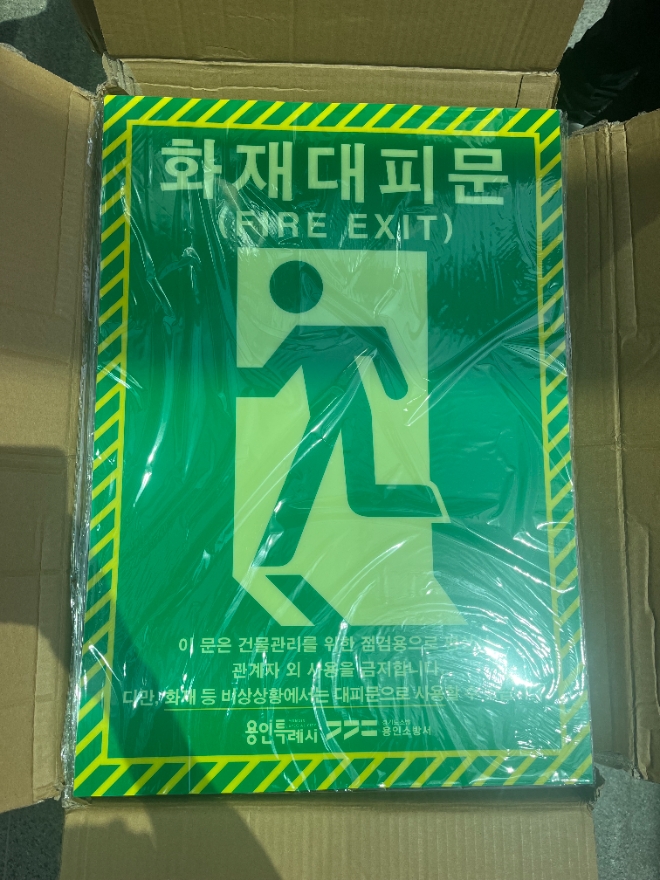 화재대피문
(FIRE EXIT)
이 문은 건물관리를 위한 점검용으로
관계자 외 사용을 금지합니다
다만, 화재 등 비상상황에서는 대피문으로 사용할 수
용인특례시
용인소방서